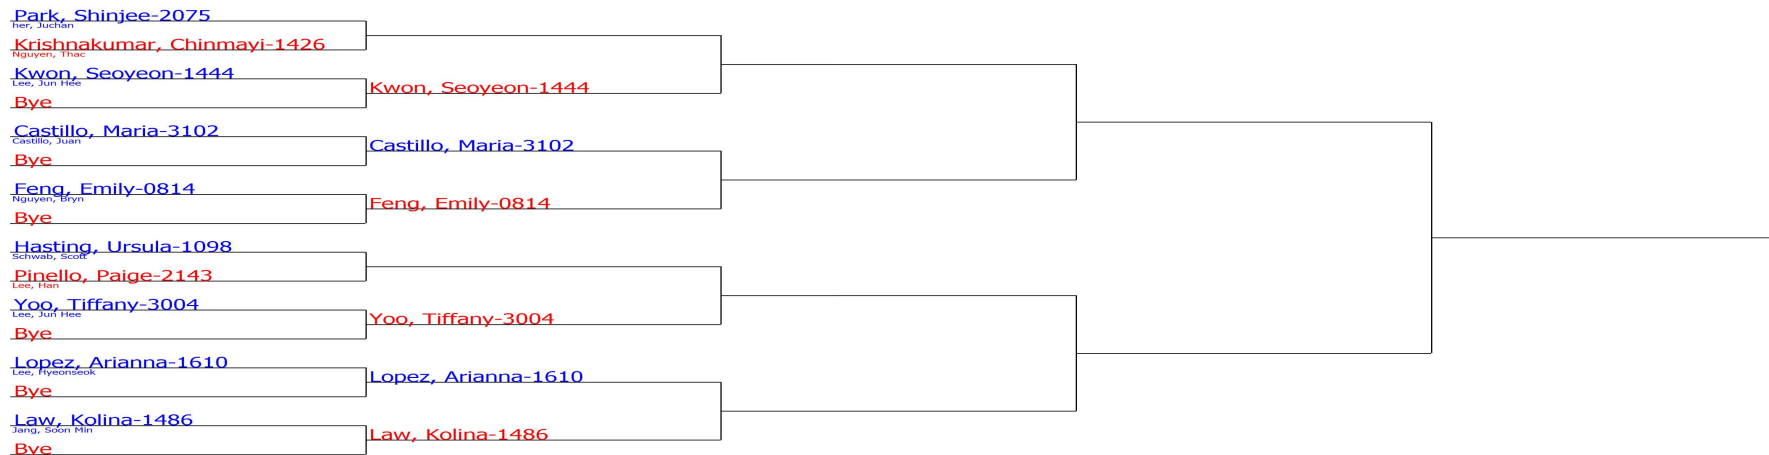 Park, Shinjee-2075
her, Juchan
Krishnakumar, Chinmayi-1426
Nguyen, Thac
Kwon, Seoyeon-1444
Lee, Jun Hee
Kwon, Seoyeon-1444
Bye
Castillo, Maria-3102
Castillo, Juan
Castillo, Maria-3102
Bye
Feng, Emily-0814
Nguyen, Bryn
Feng, Emily-0814
Bye
Hasting, Ursula-1098
Schwab, Scott
Pinello, Paige-2143
Lee, Han
Yoo, Tiffany-3004
Lee, Jun Hee
Yoo, Tiffany-3004
Bye
Lopez, Arianna-1610
Lee, Hyeonseok
Lopez, Arianna-1610
Bye
Law, Kolina-1486
Jang, Soon Min
Law, Kolina-1486
Bye